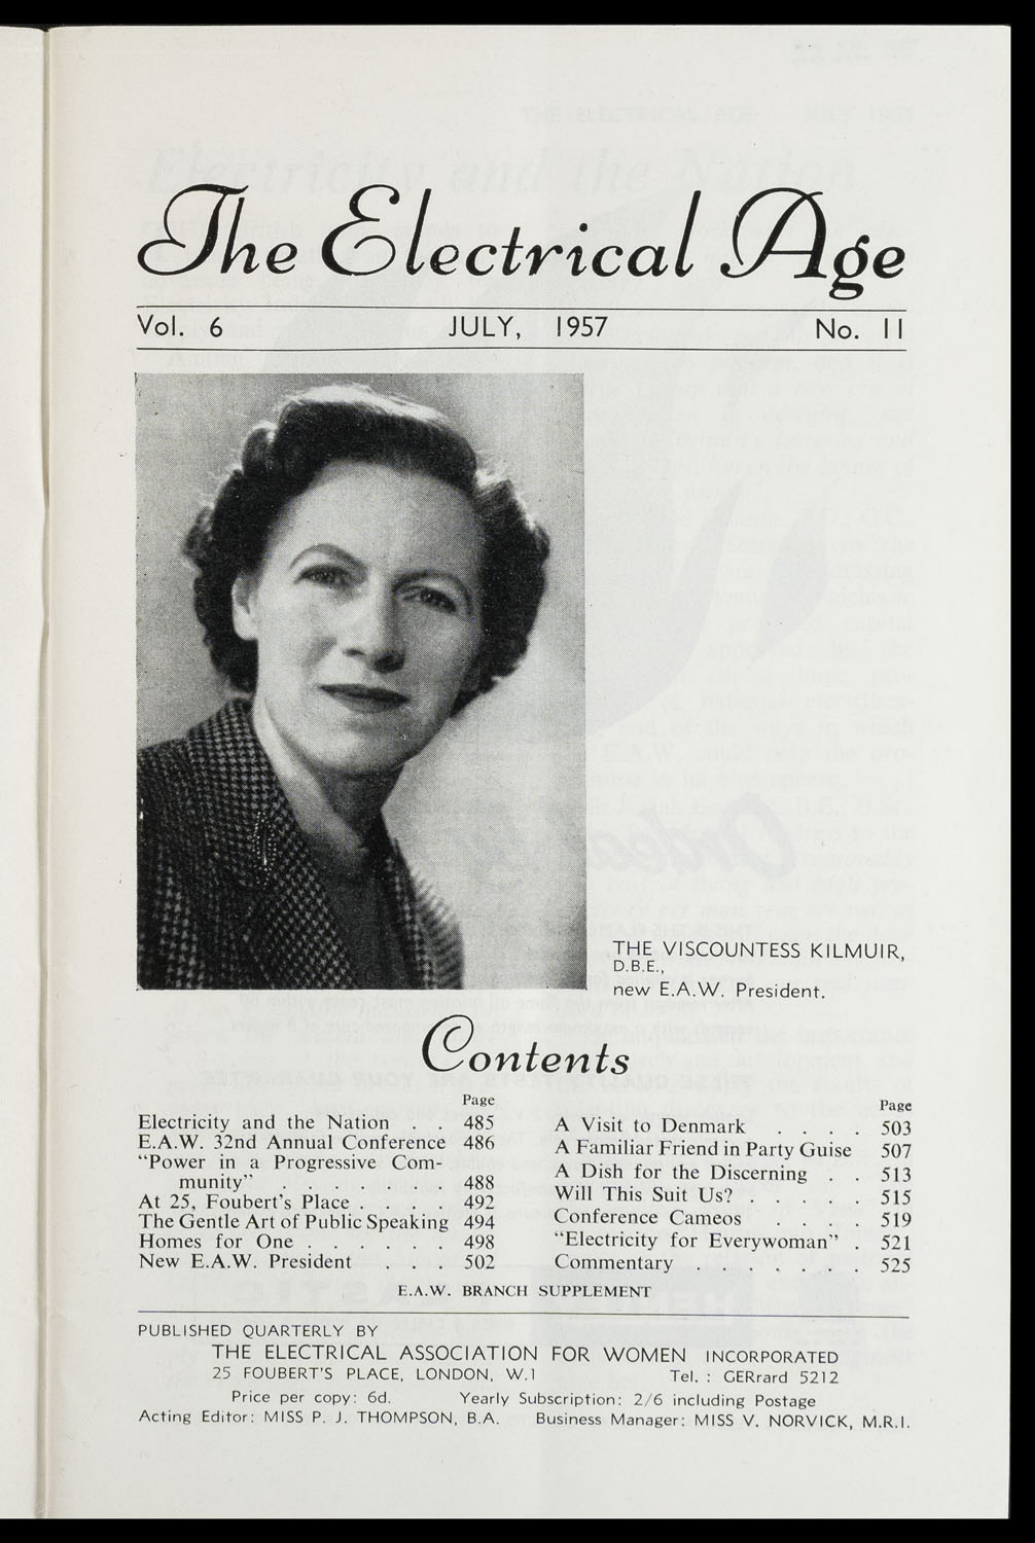 The Electrical Age
Vol. 6 JULY, 1957 No. 11
THE VISCOUNTESS KILMUIR,
D.B.E.,
new E.A.W. President.
Contents
Page
Electricity and the Nation . . 485
E.A.W. 32nd Annual Conference 486
“Power in a Progressive Com-
munity” . . . . . . . 488
At 25, Foubert's Place . . . . 492
The Gentle Art of Public Speaking 494
Homes for One . . . . . . 498
New E.A.W. President . . . 502
Page
A Visit to Denmark . . . . 503
A Familiar Friend in Party Guise 507
A Dish for the Discerning . . 513
Will This Suit Us? . . . . . 515
Conference Cameos . . . . 519
“Electricity for Everywoman” . 521
Commentary . . . . . . . 525
E.A.W. BRANCH SUPPLEMENT
PUBLISHED QUARTERLY BY
THE ELECTRICAL ASSOCIATION FOR WOMEN INCORPORATED
25 FOUBERT'S PLACE, LONDON, W.1 Tel. : GERrard 5212
Price per copy: 6d. Yearly Subscription: 2/6 including Postage
Acting Editor: MISS P. J. THOMPSON, B.A. Business Manager: MISS V. NORVICK, M.R.I.